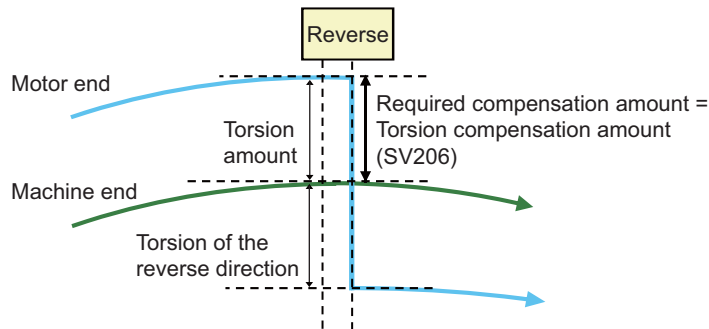 Reverse
Motor end
Required compensation amount =
Torsion compensation amount
(SV206)
Torsion
amount
Machine end
Torsion of the
reverse direction